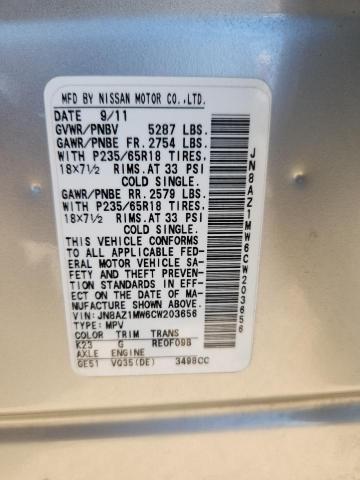 MFD BY NISSAN MOTOR CO.,LTD.
DATE 9/11
GVWR/PNBV 5287 LBS.
GAWR/PNBE FR. 2754 LBS.
WITH P235/65R18 TIRES,
18X7½ RIMS. AT 33 PSI
COLD SINGLE.
GAWR/PNBE RR. 2579 LBS.
WITH P235/65R18 TIRES,
18X7½ RIMS. AT 33 PSI
COLD SINGLE.
THIS VEHICLE CONFORMS
TO ALL APPLICABLE FED-
ERAL MOTOR VEHICLE SA-
FETY AND THEFT PREVEN-
TION STANDARDS IN EFF-
ECT ON THE DATE OF MA-
NUFACTURE SHOWN ABOVE.
VIN: JN8AZ1MW6CW203656
TYPE: MPV
COLOR TRIM TRANS
K23 G RE0F09B
AXLE ENGINE
GE51 VQ35(DE) 3498CC
JN8AZ1MW6CW203656